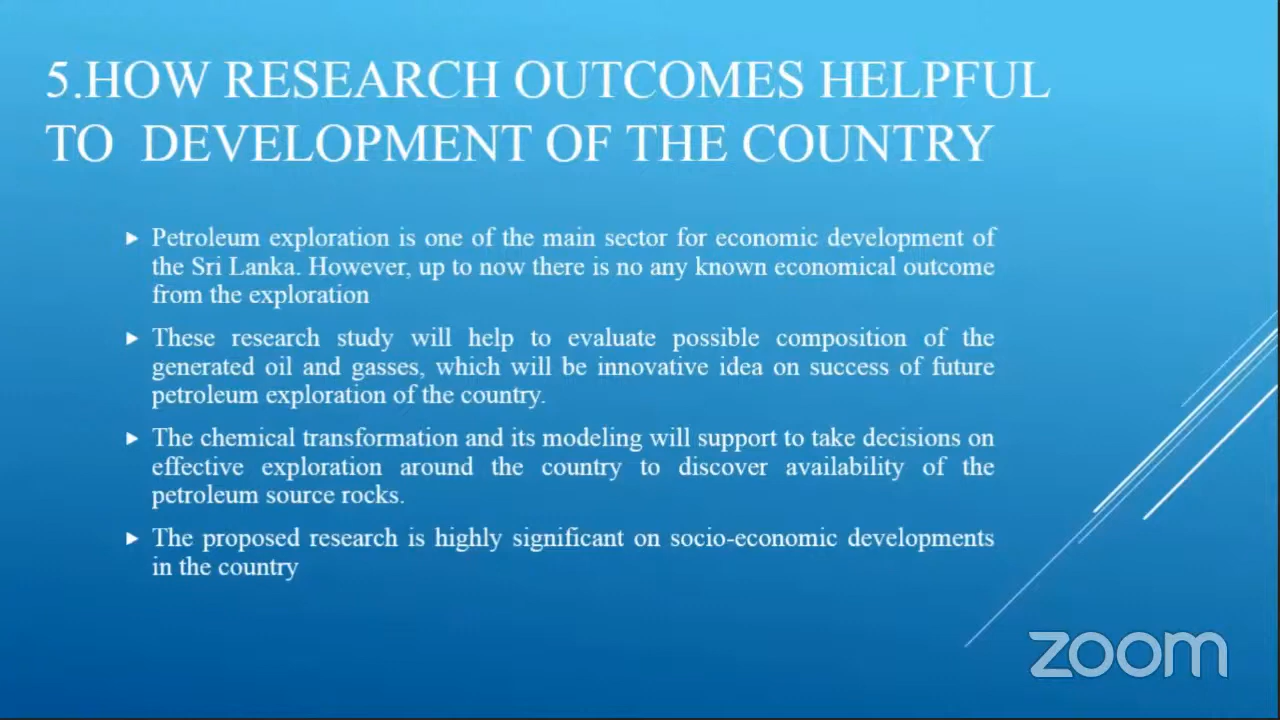 5.HOW RESEARCH OUTCOMES HELPFUL
TO DEVELOPMENT OF THE COUNTRY
Petroleum exploration is one of the main sector for economic development of
the Sri Lanka. However, up to now there is no any known economical outcome
from the exploration
These research study will help to evaluate possible composition of the
generated oil and gasses, which will be innovative idea on success of future
petroleum exploration of the country.
The chemical transformation and its modeling will support to take decisions on
effective exploration around the country to discover availability of the
petroleum source rocks.
The proposed research is highly significant on socio-economic developments
in the country
zoom